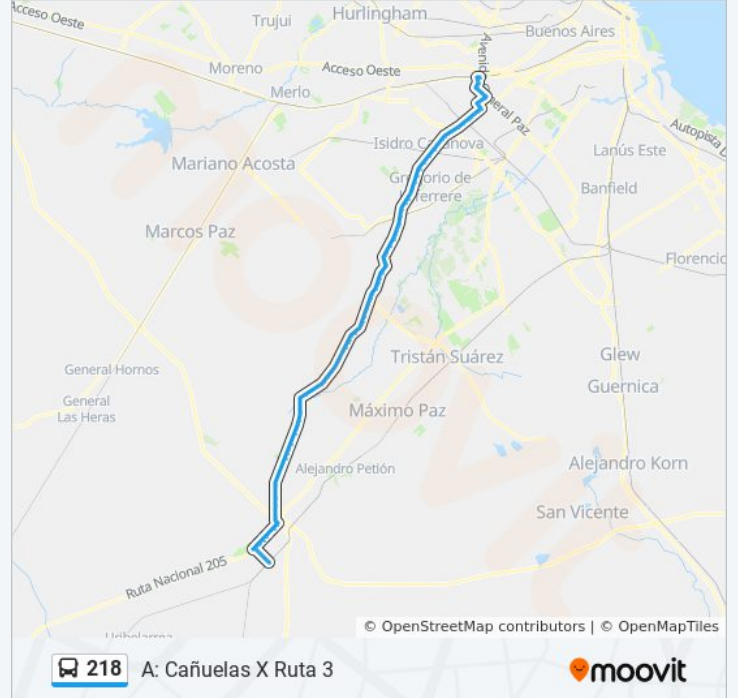 Acceso Oeste
Trujui
Hurlingham
Buenos Aires
Moreno
Acceso Oeste
Merlo
General Paz
Autopista
Isidro Casanova
Lanús Este
Mariano Acosta
Gregorio de
Laferrere
Banfield
Marcos Paz
Florencio
Tristán Suárez
Glew
General Hornos
Guernica
General
Las Heras
Máximo Paz
Alejandro Petión
Alejandro Korn
San Vicente
Ruta Nacional 205
© OpenStreetMap contributors | © OpenMapTiles
218 A: Cañuelas X Ruta 3
moovit